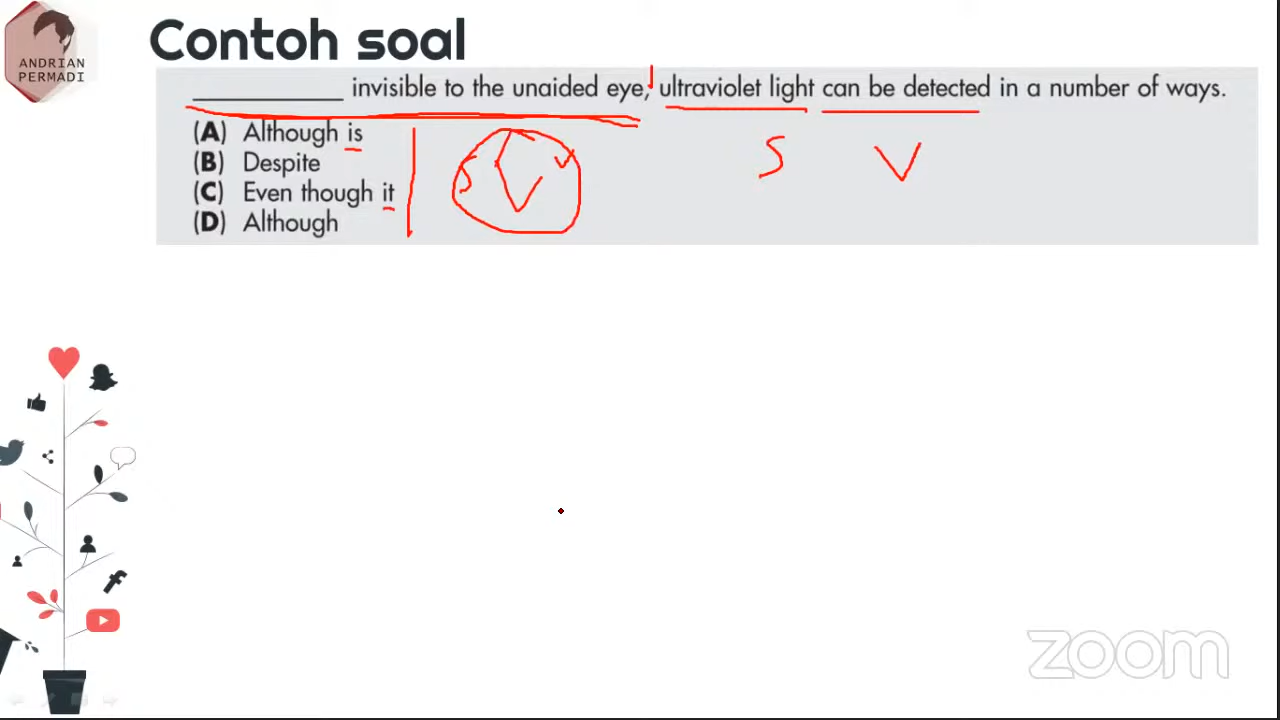 ANDRIAN
PERMADI
Contoh soal
__________ invisible to the unaided eye, ultraviolet light can be detected in a number of ways.
(A) Although is
(B) Despite
(C) Even though it
(D) Although
S V
S V
zoom